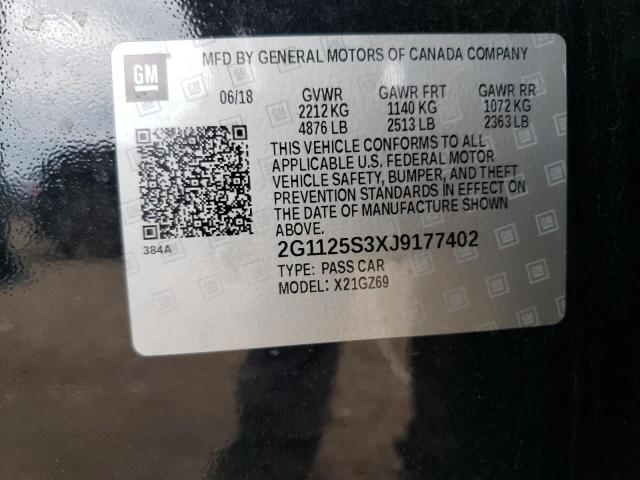 GM
MFD BY GENERAL MOTORS OF CANADA COMPANY
06/18 GVWR GAWR FRT GAWR RR
2212 KG 1140 KG 1072 KG
4876 LB 2513 LB 2363 LB
THIS VEHICLE CONFORMS TO ALL
APPLICABLE U.S. FEDERAL MOTOR
VEHICLE SAFETY, BUMPER, AND THEFT
PREVENTION STANDARDS IN EFFECT ON
THE DATE OF MANUFACTURE SHOWN
ABOVE.
384A
2G1125S3XJ9177402
TYPE: PASS CAR
MODEL: X21GZ69